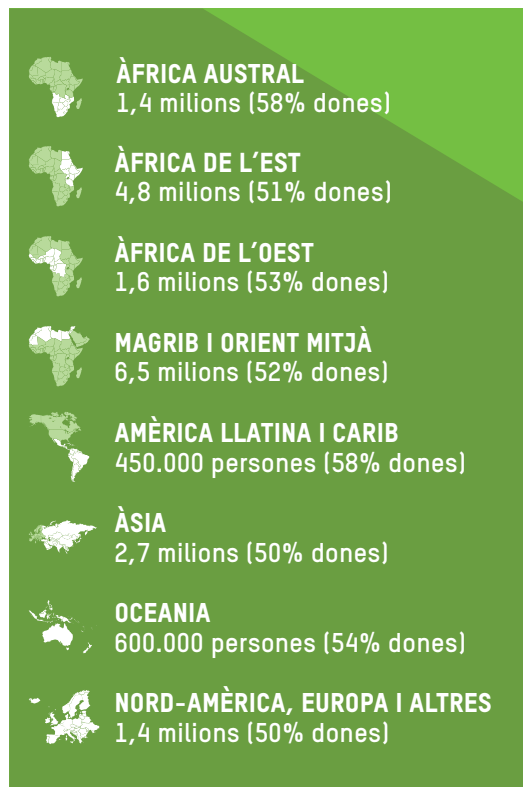 ÀFRICA AUSTRAL
1,4 milions (58% dones)
ÀFRICA DE L’EST
4,8 milions (51% dones)
ÀFRICA DE L’OEST
1,6 milions (53% dones)
MAGRIB I ORIENT MITJÀ
6,5 milions (52% dones)
AMÈRICA LLATINA I CARIB
450.000 persones (58% dones)
ÀSIA
2,7 milions (50% dones)
OCEANIA
600.000 persones (54% dones)
NORD-AMÈRICA, EUROPA I ALTRES
1,4 milions (50% dones)